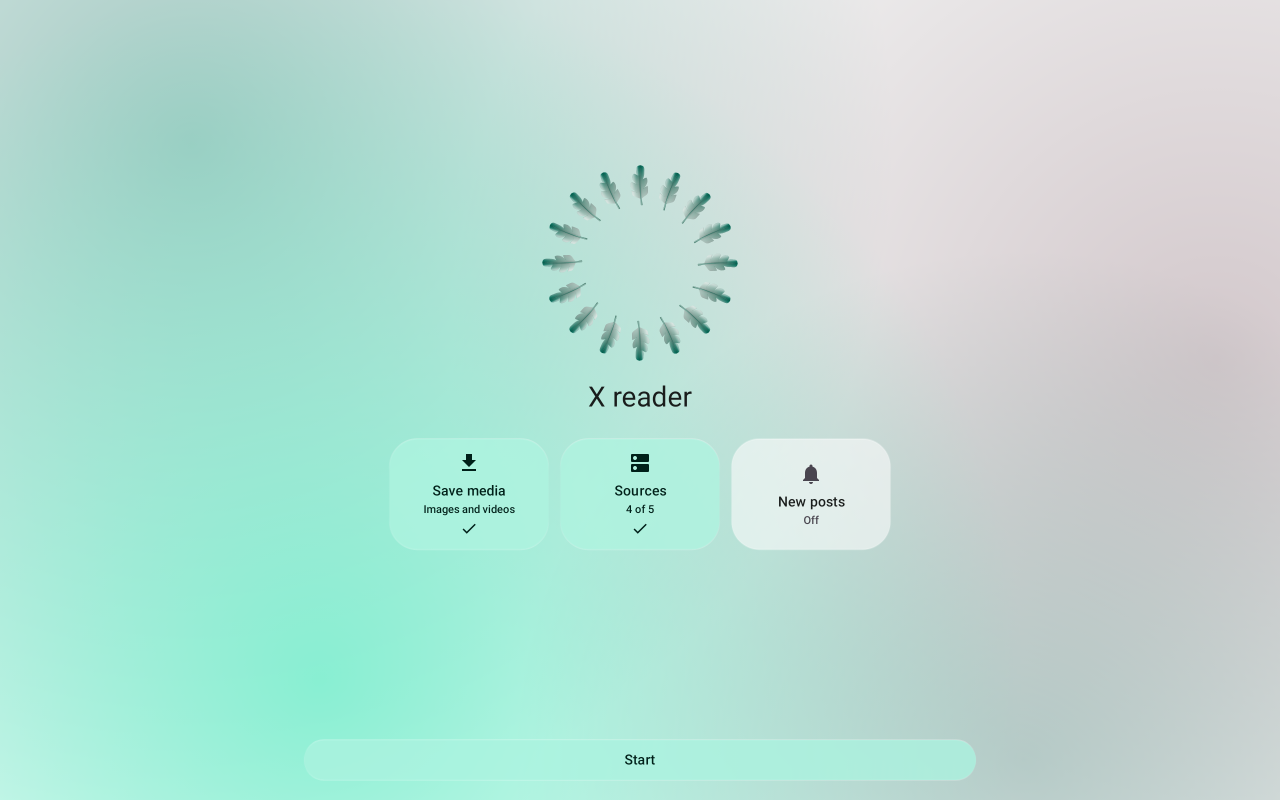 X reader
Save media
Images and videos
Sources
4 of 5
New posts
Off
Start